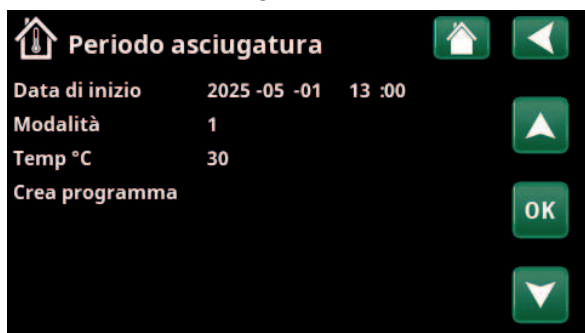 Periodo asciugatura
Data di inizio 2025 -05 -01 13 :00
Modalità 1
Temp °C 30
Crea programma
OK